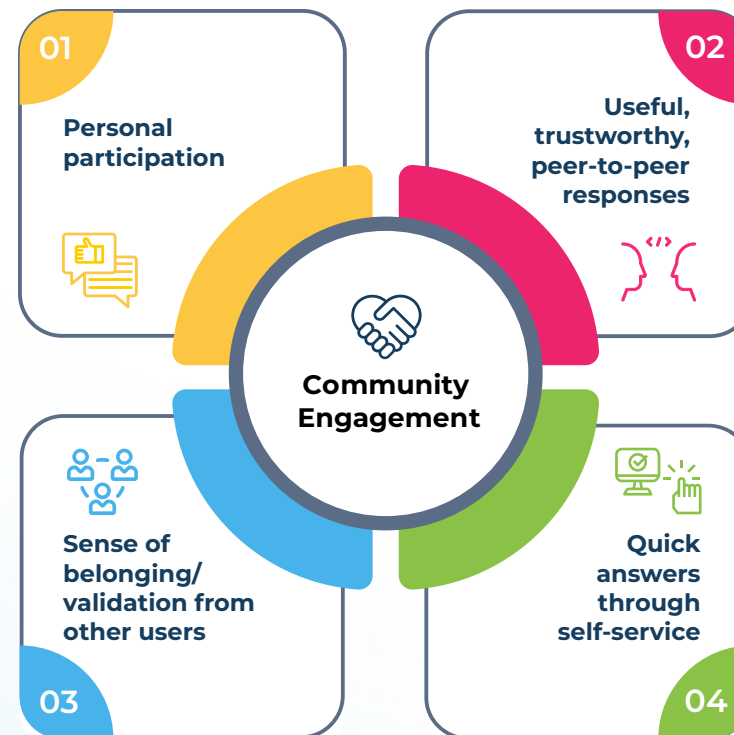 01
Personal
participation
02
Useful,
trustworthy,
peer-to-peer
responses
</>
Community
Engagement
Sense of
belonging/
validation from
other users
03
Quick
answers
through
self-service
04